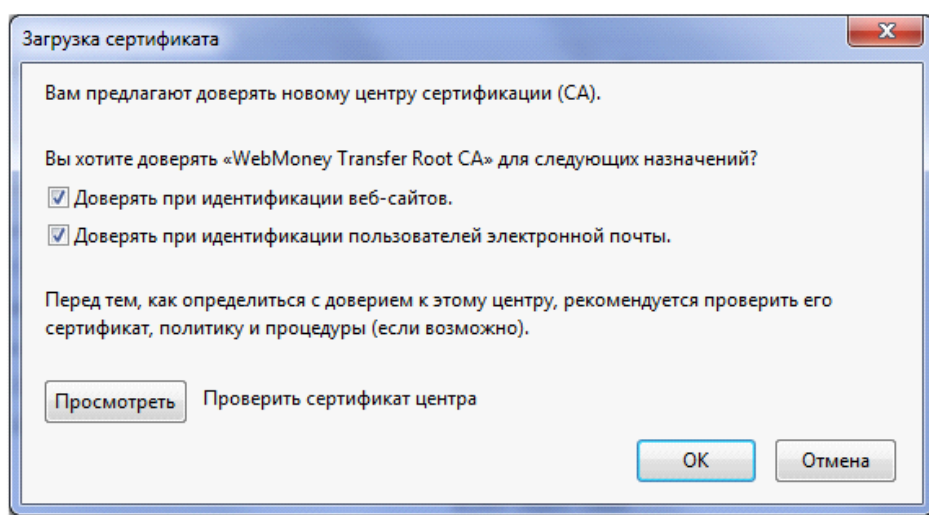 Загрузка сертификата
Вам предлагают доверять новому центру сертификации (CA).
Вы хотите доверять «WebMoney Transfer Root CA» для следующих назначений?
Доверять при идентификации веб-сайтов.
Доверять при идентификации пользователей электронной почты.
Перед тем, как определиться с доверием к этому центру, рекомендуется проверить его
сертификат, политику и процедуры (если возможно).
Просмотреть Проверить сертификат центра
ОК Отмена